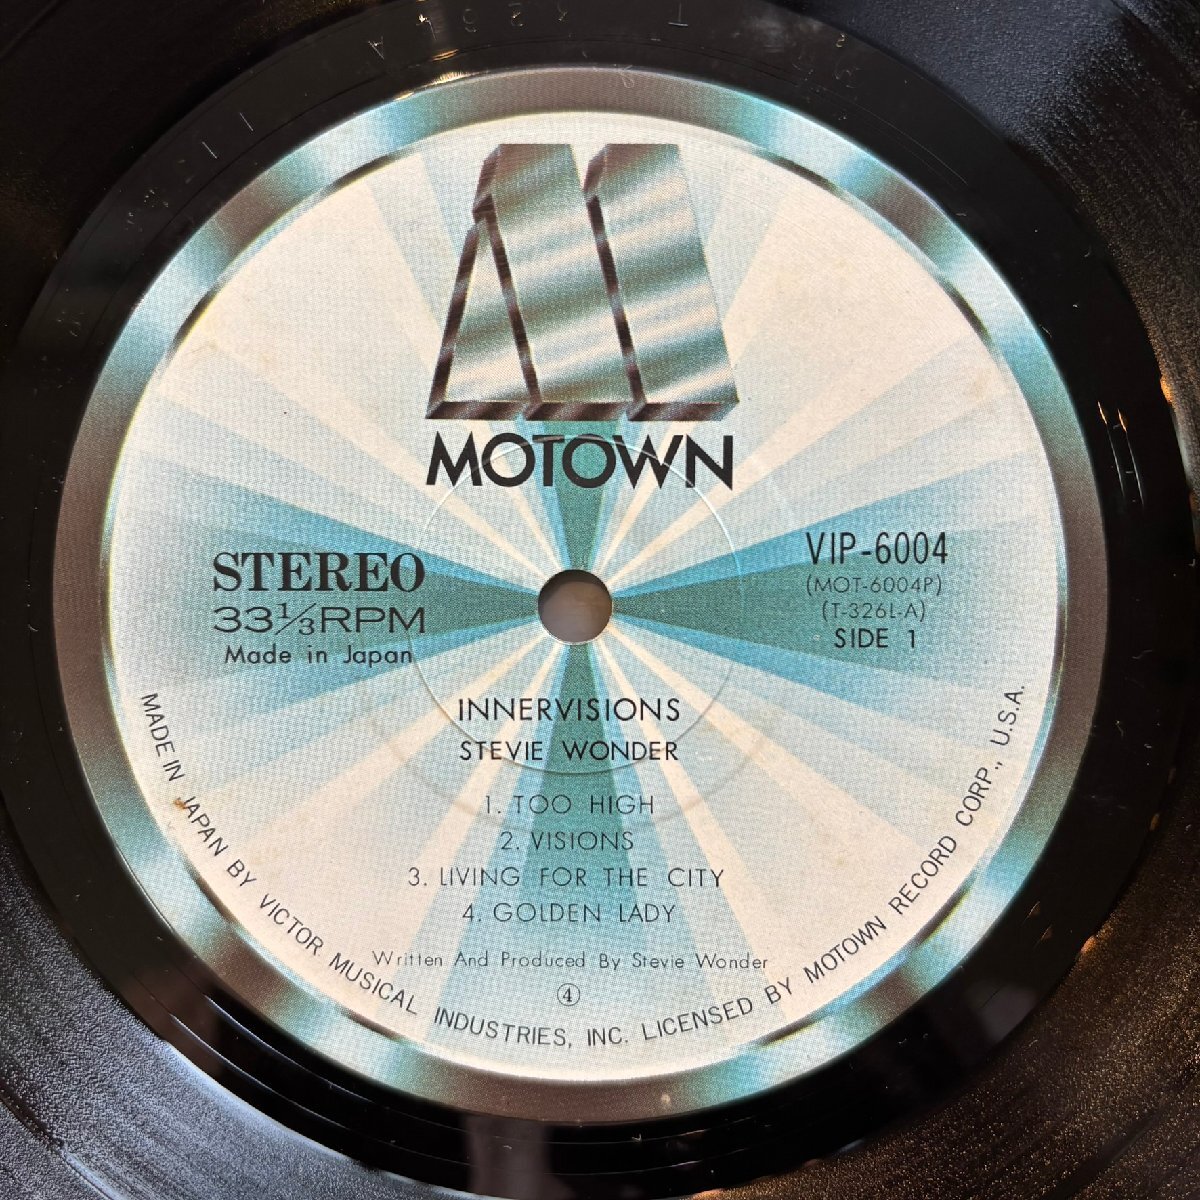 MOTOWN
STEREO
33⅓RPM
Made in Japan
VIP-6004
(MOT-6004P)
(T-326L-A)
SIDE 1
INNERVISIONS
STEVIE WONDER
1. TOO HIGH
2. VISIONS
3. LIVING FOR THE CITY
4. GOLDEN LADY
Written And Produced By Stevie Wonder
④
MADE IN JAPAN BY VICTOR MUSICAL INDUSTRIES, INC. LICENSED BY MOTOWN RECORD CORP., U.S.A.